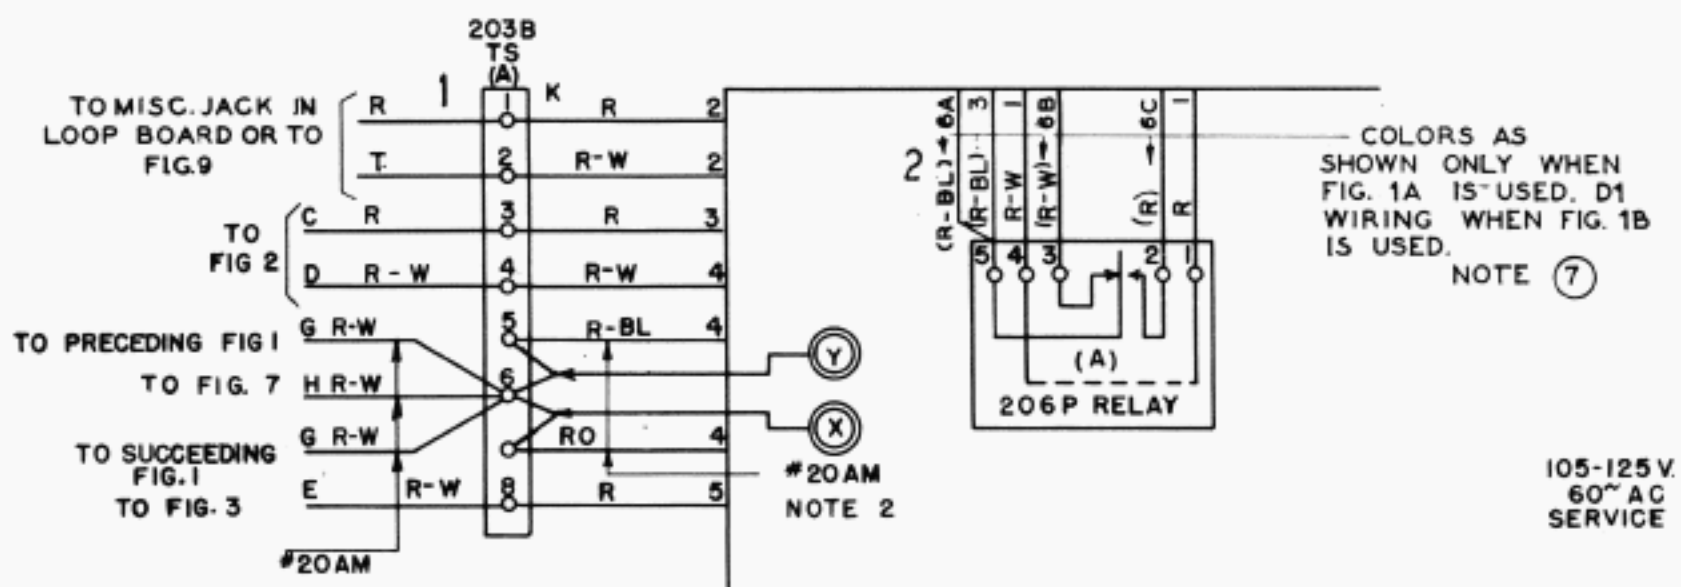 203B
TS
(A)
1
K
TO MISC. JACK IN
LOOP BOARD OR TO
FIG.9
R
1
R
2
T
2
R-W
2
TO
FIG 2
C
R
3
R
3
D
R-W
4
R-W
4
TO PRECEDING FIG 1
G R-W
5
R-BL
4
Y
TO FIG. 7
H R-W
6
X
TO SUCCEEDING
FIG. 1
G R-W
RO
4
#20AM
NOTE 2
TO FIG. 3
E
R-W
8
R
5
#20AM
2
(R-BL) 6A
(R-BL) 3
R-W 1
(R-W) 6B
(R) 6C
R 1
5 4 3 2 1
(A)
206P RELAY
COLORS AS
SHOWN ONLY WHEN
FIG. 1A IS USED. D1
WIRING WHEN FIG. 1B
IS USED.
NOTE 7
105-125 V.
60~ AC
SERVICE